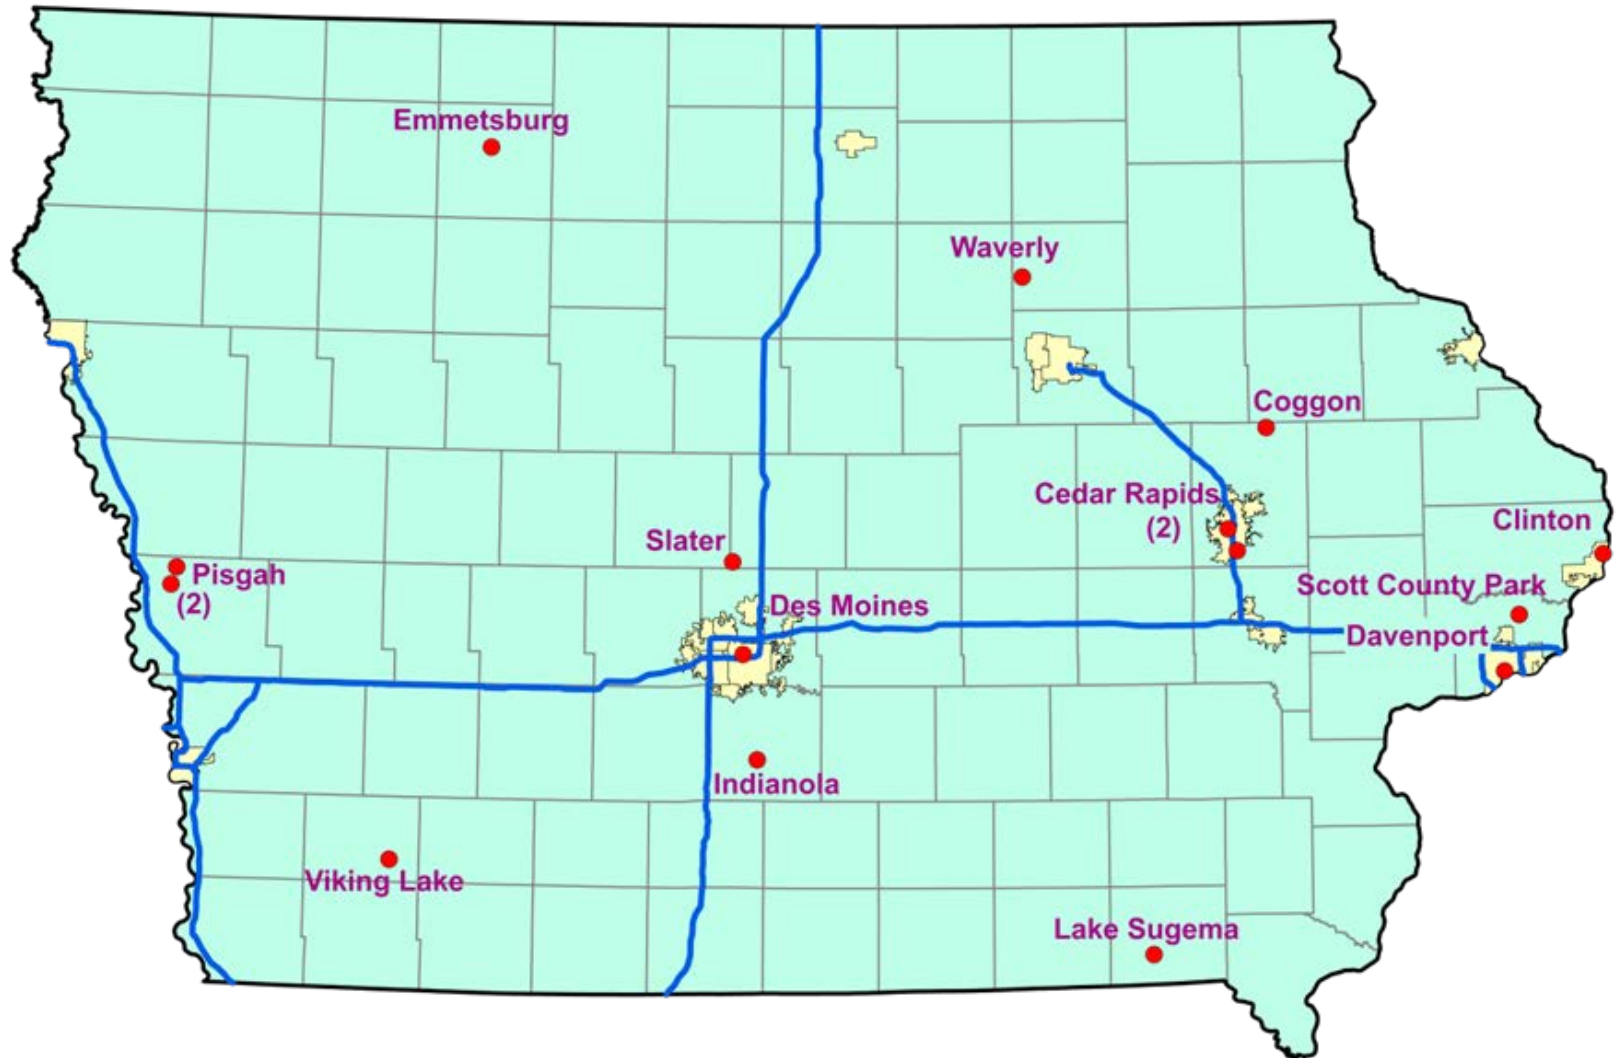 Emmetsburg
Waverly
Coggon
Cedar Rapids
(2)
Clinton
Slater
Pisgah
(2)
Scott County Park
Des Moines
Davenport
Indianola
Viking Lake
Lake Sugema